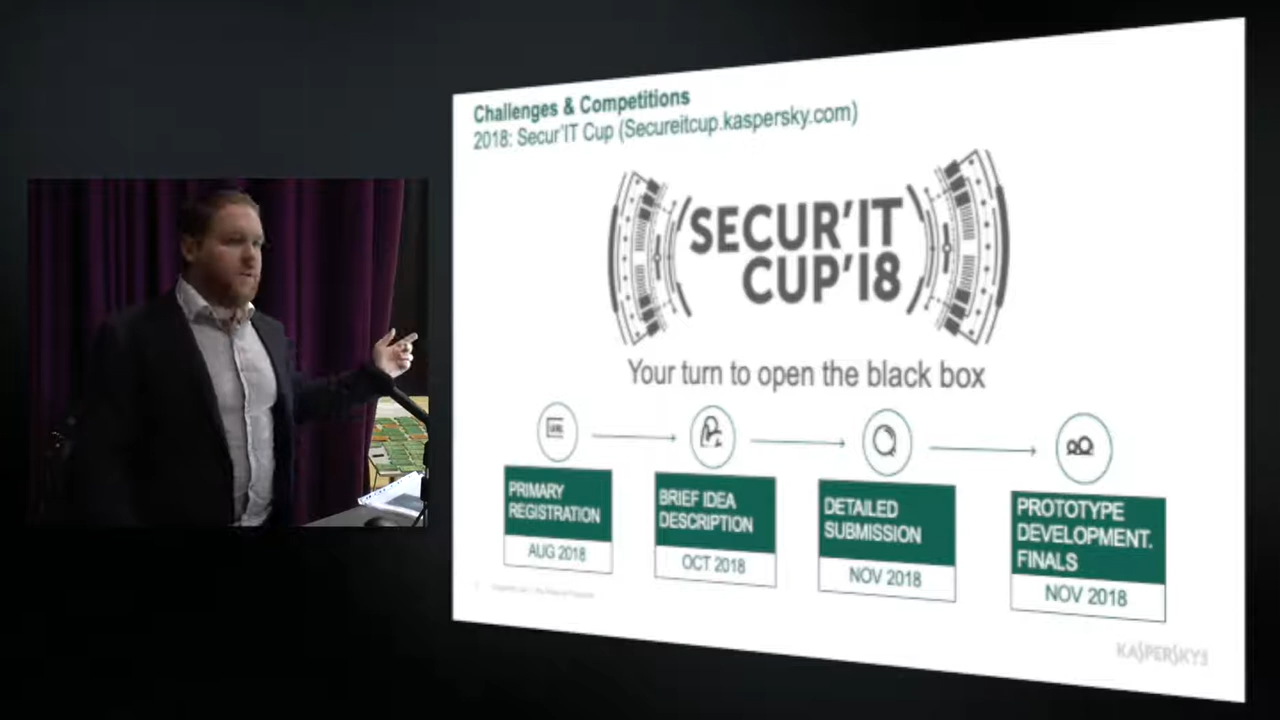 Challenges & Competitions
2018: Secur'IT Cup (Secureitcup.kaspersky.com)
SECUR'IT
CUP'18
Your turn to open the black box
PRIMARY
REGISTRATION
AUG 2018
BRIEF IDEA
DESCRIPTION
OCT 2018
DETAILED
SUBMISSION
NOV 2018
PROTOTYPE
DEVELOPMENT.
FINALS
NOV 2018
KASPERSKY